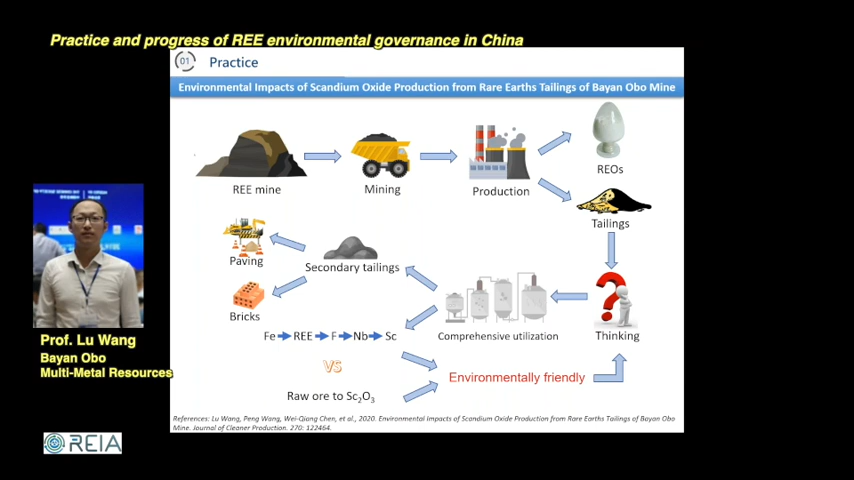 Practice and progress of REE environmental governance in China
01
Practice
Environmental Impacts of Scandium Oxide Production from Rare Earths Tailings of Bayan Obo Mine
REE mine
Mining
Production
REOs
Tailings
Paving
Secondary tailings
Bricks
Fe REE F Nb Sc
Comprehensive utilization
?
Thinking
VS
Environmentally friendly
Raw ore to Sc₂O₃
References: Lu Wang, Peng Wang, Wei-Qiang Chen, et al., 2020. Environmental Impacts of Scandium Oxide Production from Rare Earths Tailings of Bayan Obo
Mine. Journal of Cleaner Production. 270: 122464.
Prof. Lu Wang
Bayan Obo
Multi-Metal Resources
REIA